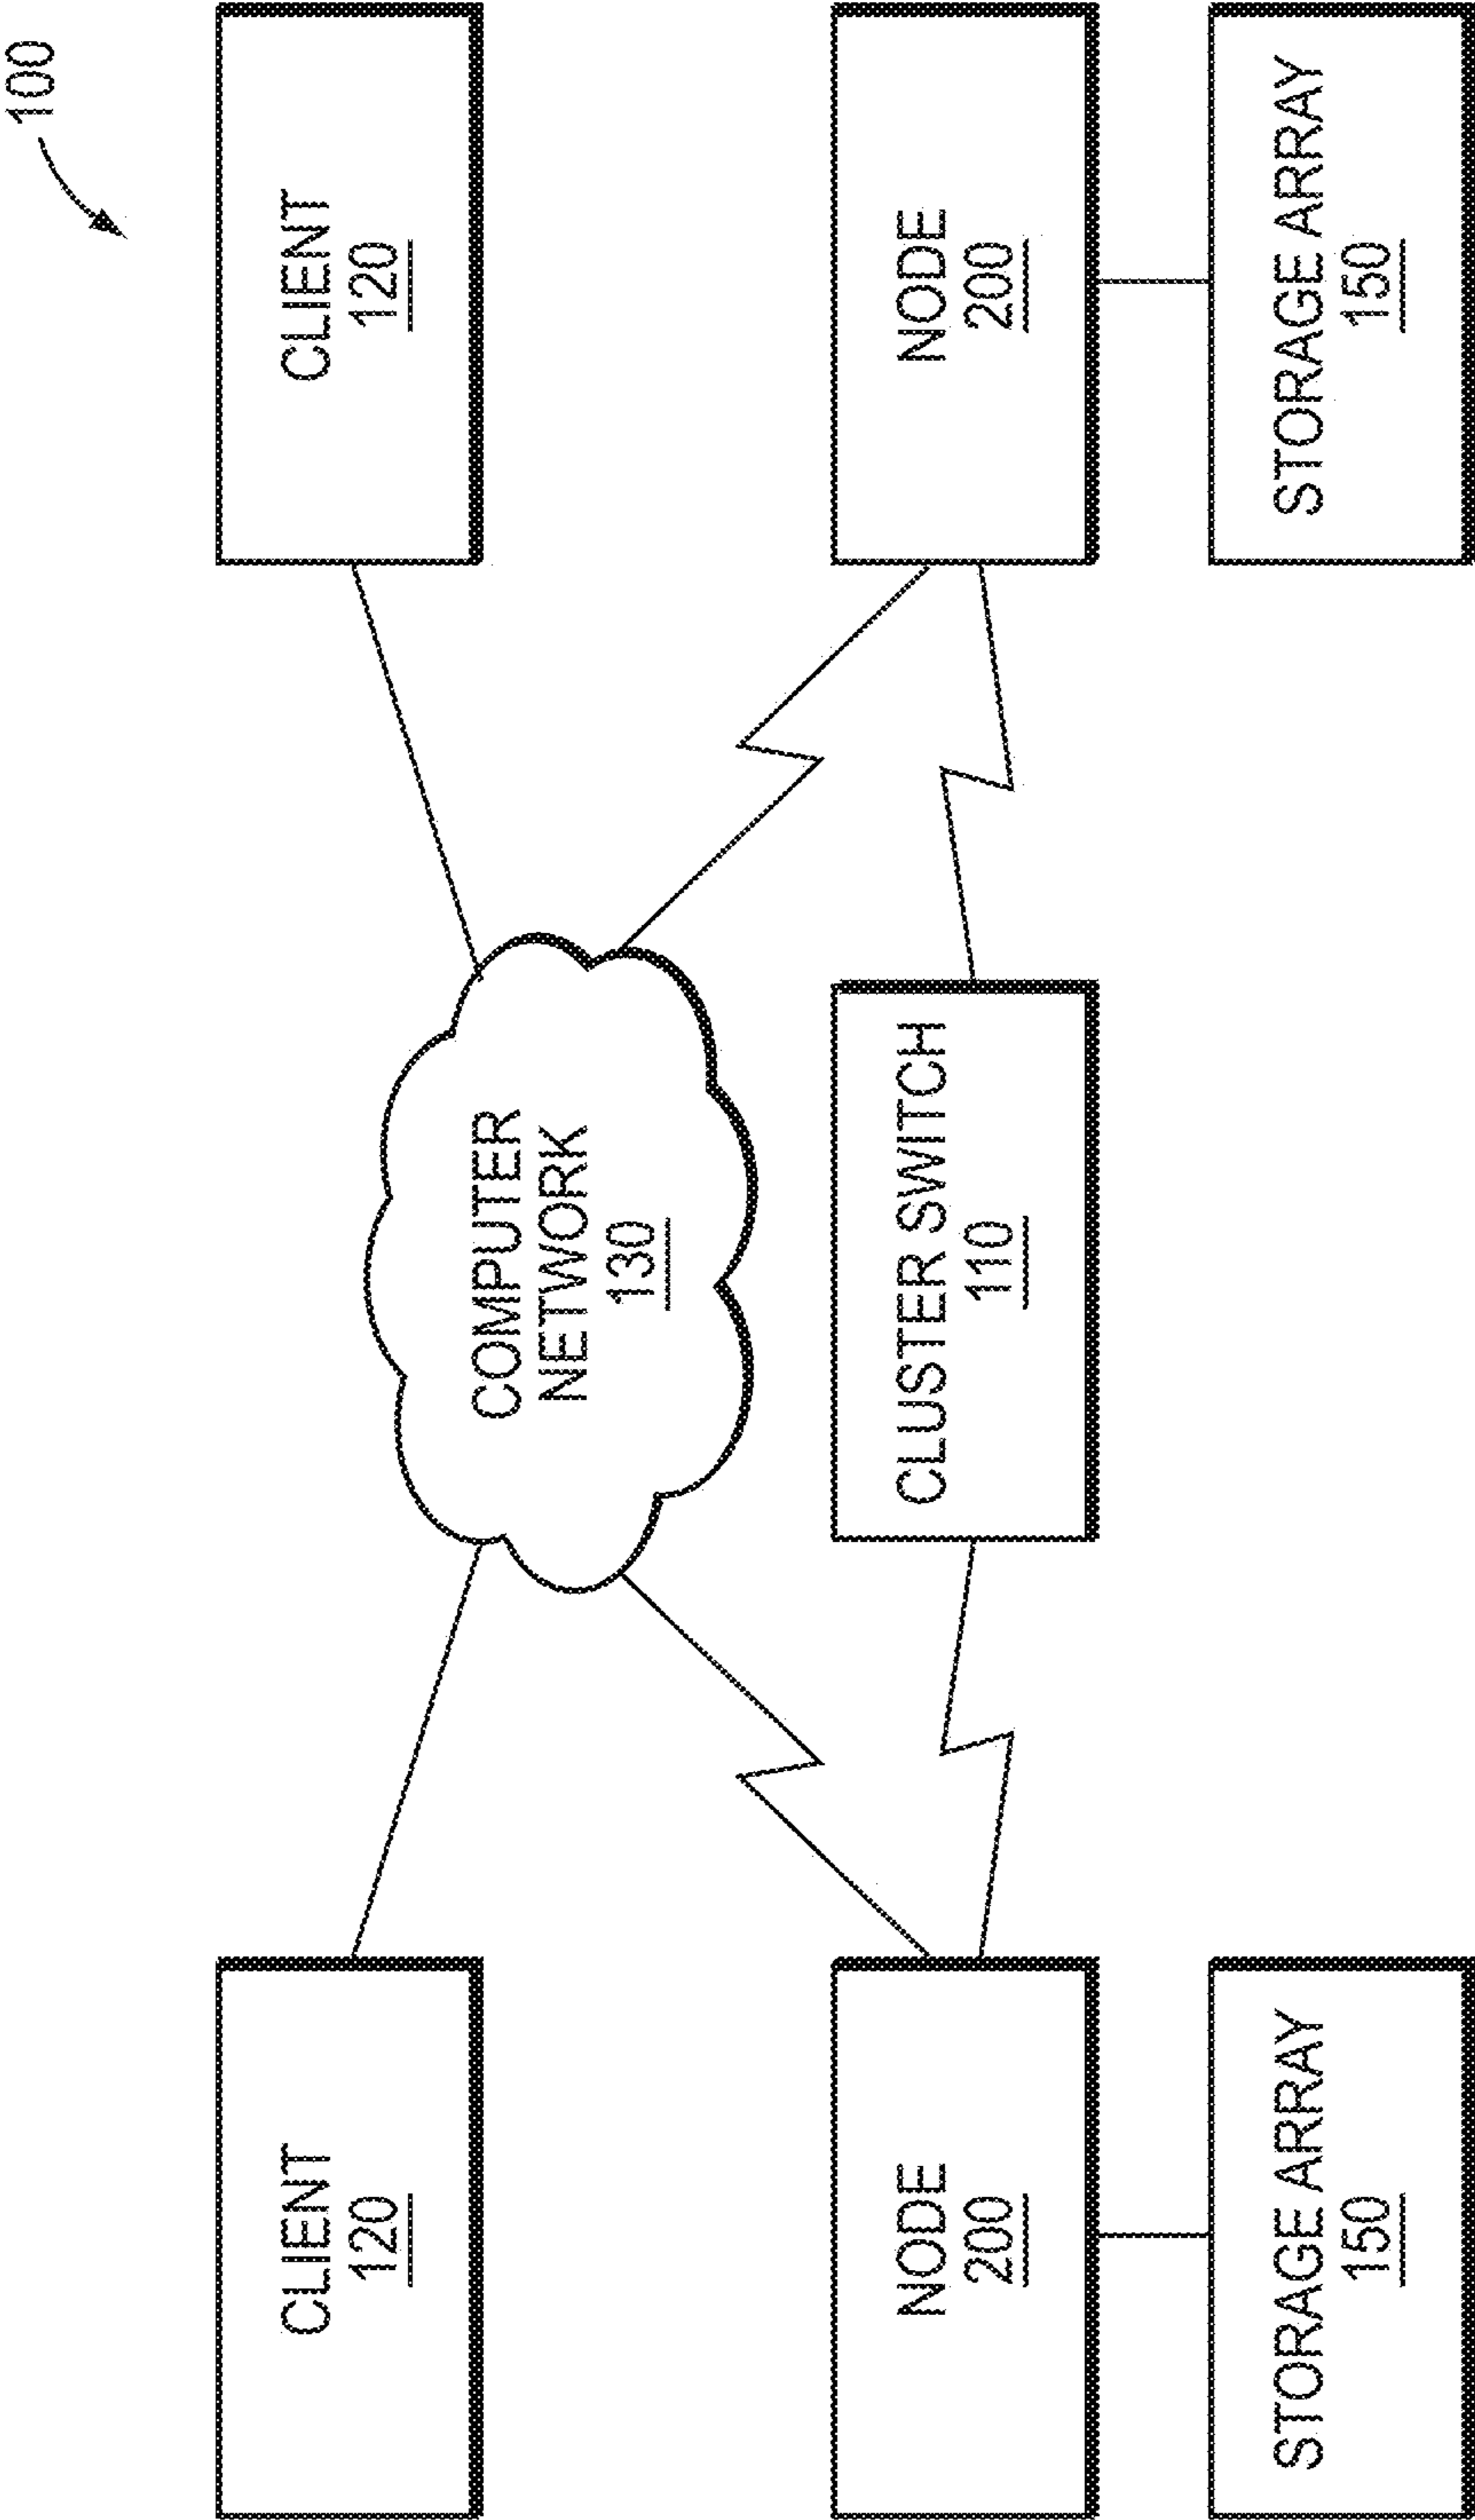 100
CLIENT
120
CLIENT
120
COMPUTER
NETWORK
130
NODE
200
CLUSTER SWITCH
110
NODE
200
STORAGE ARRAY
150
STORAGE ARRAY
150